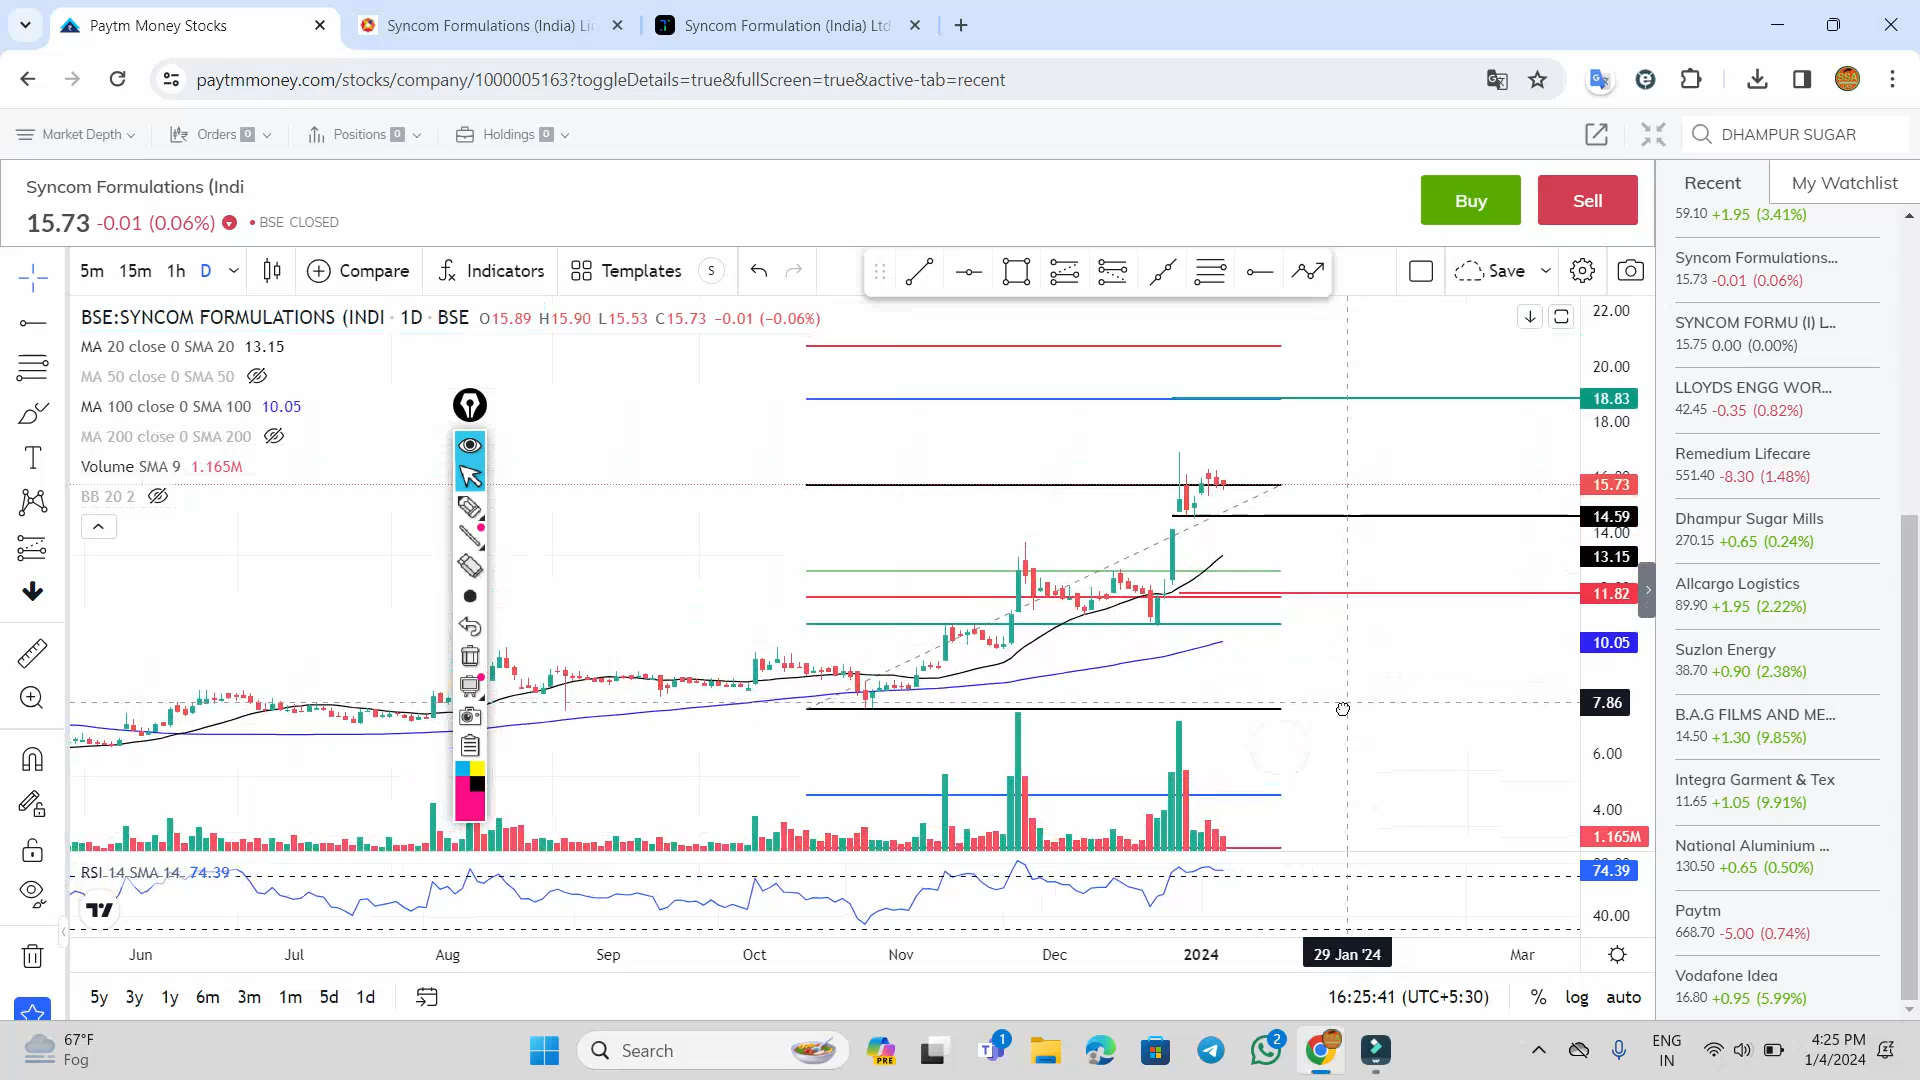 Paytm Money Stocks
Syncom Formulations (India) Li
Syncom Formulation (India) Ltd
paytmmoney.com/stocks/company/1000005163?toggleDetails=true&fullScreen=true&active-tab=recent
Market Depth
Orders 0
Positions 0
Holdings 0
DHAMPUR SUGAR
Syncom Formulations (Indi
15.73 -0.01 (0.06%) • BSE CLOSED
Buy
Sell
Recent
My Watchlist
5m 15m 1h D
Compare
Indicators
Templates
S
Save
BSE:SYNCOM FORMULATIONS (INDI · 1D · BSE O15.89 H15.90 L15.53 C15.73 -0.01 (-0.06%)
MA 20 close 0 SMA 20 13.15
MA 50 close 0 SMA 50
MA 100 close 0 SMA 100 10.05
MA 200 close 0 SMA 200
Volume SMA 9 1.165M
BB 20 2
22.00
20.00
18.83
18.00
15.73
14.59
14.00
13.15
11.82
10.05
7.86
6.00
4.00
1.165M
RSI 14 SMA 14 74.39
74.39
40.00
Jun Jul Aug Sep Oct Nov Dec 2024 29 Jan '24 Mar
5y 3y 1y 6m 3m 1m 5d 1d
16:25:41 (UTC+5:30) % log auto
59.10 +1.95 (3.41%)
Syncom Formulations...
15.73 -0.01 (0.06%)
SYNCOM FORMU (I) L...
15.75 0.00 (0.00%)
LLOYDS ENGG WOR...
42.45 -0.35 (0.82%)
Remedium Lifecare
551.40 -8.30 (1.48%)
Dhampur Sugar Mills
270.15 +0.65 (0.24%)
Allcargo Logistics
89.90 +1.95 (2.22%)
Suzlon Energy
38.70 +0.90 (2.38%)
B.A.G FILMS AND ME...
14.50 +1.30 (9.85%)
Integra Garment & Tex
11.65 +1.05 (9.91%)
National Aluminium ...
130.50 +0.65 (0.50%)
Paytm
668.70 -5.00 (0.74%)
Vodafone Idea
16.80 +0.95 (5.99%)
67°F
Fog
Search
PRE
1
2
ENG
IN
4:25 PM
1/4/2024